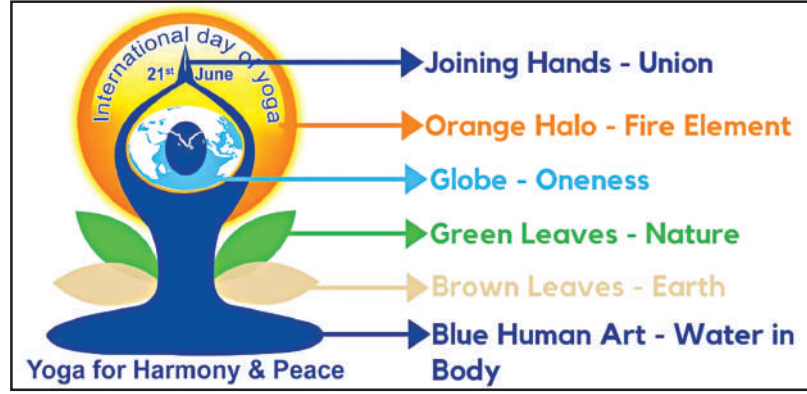 International day of yoga
21st June
Joining Hands - Union
Orange Halo - Fire Element
Globe - Oneness
Green Leaves - Nature
Brown Leaves - Earth
Blue Human Art - Water in
Body
Yoga for Harmony & Peace